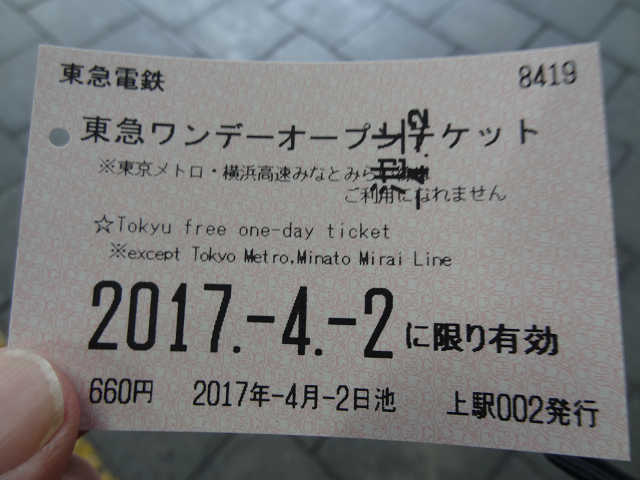 東急電鉄 8419
東急ワンデーオープンチケット
※東京メトロ・横浜高速みなとみらい線は
ご利用になれません
☆Tokyu free one-day ticket
※except Tokyo Metro,Minato Mirai Line
2017.-4.-2に限り有効
660円 2017年-4月-2日池上駅002発行